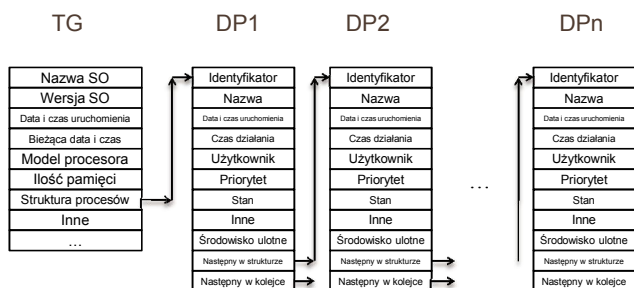 TG
DP1
DP2
DPn
Nazwa SO
Wersja SO
Data i czas uruchomienia
Bieżąca data i czas
Model procesora
Ilość pamięci
Struktura procesów
Inne
...
Identyfikator
Nazwa
Data i czas uruchomienia
Czas działania
Użytkownik
Priorytet
Stan
Inne
Środowisko ulotne
Następny w strukturze
Następny w kolejce
Identyfikator
Nazwa
Data i czas uruchomienia
Czas działania
Użytkownik
Priorytet
Stan
Inne
Środowisko ulotne
Następny w strukturze
Następny w kolejce
...
Identyfikator
Nazwa
Data i czas uruchomienia
Czas działania
Użytkownik
Priorytet
Stan
Inne
Środowisko ulotne
Następny w strukturze
Następny w kolejce